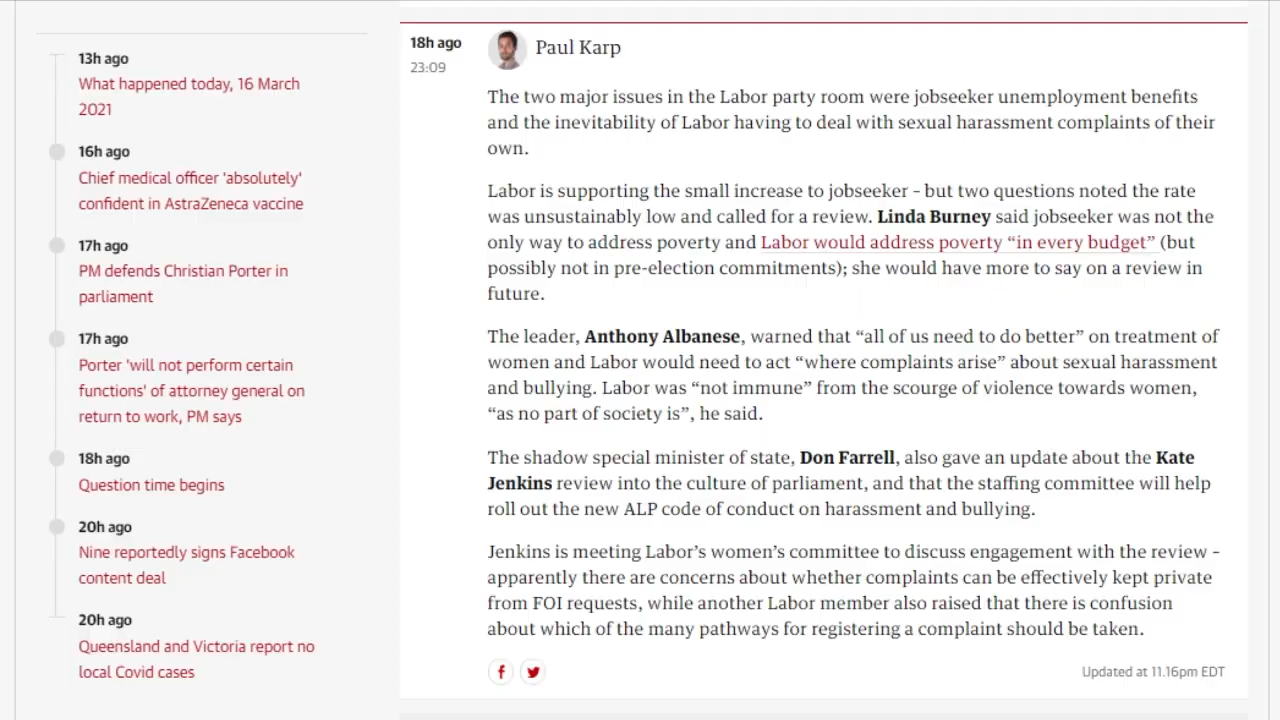 13h ago
What happened today, 16 March
2021
16h ago
Chief medical officer 'absolutely'
confident in AstraZeneca vaccine
17h ago
PM defends Christian Porter in
parliament
17h ago
Porter 'will not perform certain
functions' of attorney general on
return to work, PM says
18h ago
Question time begins
20h ago
Nine reportedly signs Facebook
content deal
20h ago
Queensland and Victoria report no
local Covid cases
18h ago
23:09
Paul Karp
The two major issues in the Labor party room were jobseeker unemployment benefits
and the inevitability of Labor having to deal with sexual harassment complaints of their
own.
Labor is supporting the small increase to jobseeker – but two questions noted the rate
was unsustainably low and called for a review. Linda Burney said jobseeker was not the
only way to address poverty and Labor would address poverty “in every budget” (but
possibly not in pre-election commitments); she would have more to say on a review in
future.
The leader, Anthony Albanese, warned that “all of us need to do better” on treatment of
women and Labor would need to act “where complaints arise” about sexual harassment
and bullying. Labor was “not immune” from the scourge of violence towards women,
“as no part of society is”, he said.
The shadow special minister of state, Don Farrell, also gave an update about the Kate
Jenkins review into the culture of parliament, and that the staffing committee will help
roll out the new ALP code of conduct on harassment and bullying.
Jenkins is meeting Labor’s women’s committee to discuss engagement with the review –
apparently there are concerns about whether complaints can be effectively kept private
from FOI requests, while another Labor member also raised that there is confusion
about which of the many pathways for registering a complaint should be taken.
Updated at 11.16pm EDT